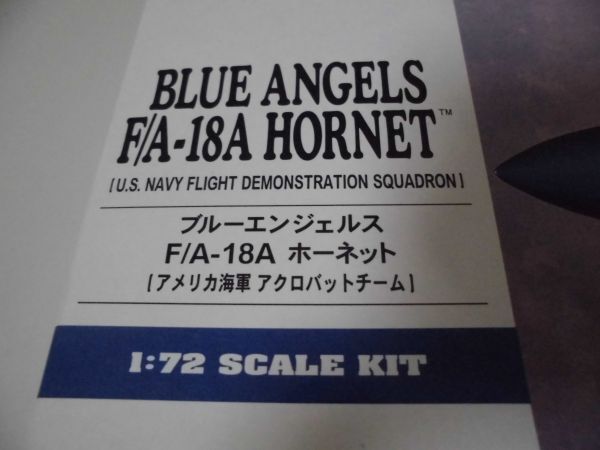 BLUE ANGELS
F/A-18A HORNET™
[U.S. NAVY FLIGHT DEMONSTRATION SQUADRON]
ブルーエンジェルス
F/A-18A ホーネット
[アメリカ海軍 アクロバットチーム]
1:72 SCALE KIT